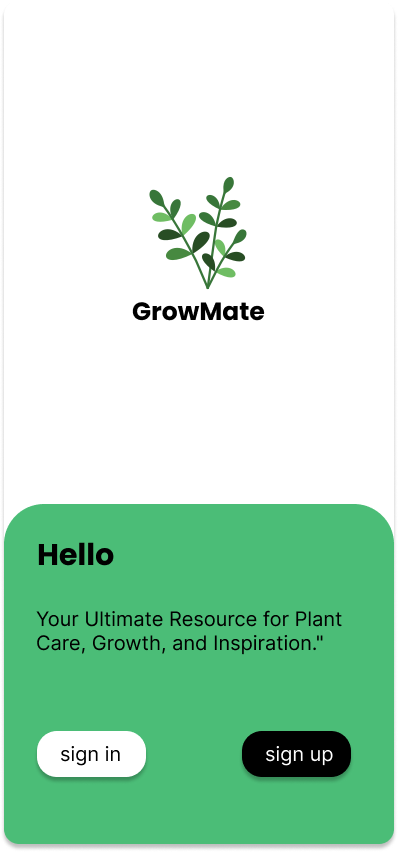 GrowMate
Hello
Your Ultimate Resource for Plant
Care, Growth, and Inspiration."
sign in
sign up